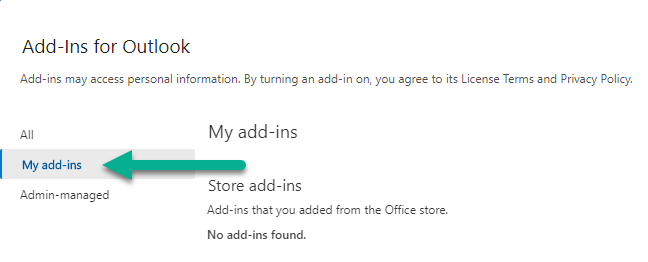 Add-Ins for Outlook
Add-ins may access personal information. By turning an add-in on, you agree to its License Terms and Privacy Policy.
All
My add-ins
Admin-managed
My add-ins
Store add-ins
Add-ins that you added from the Office store.
No add-ins found.